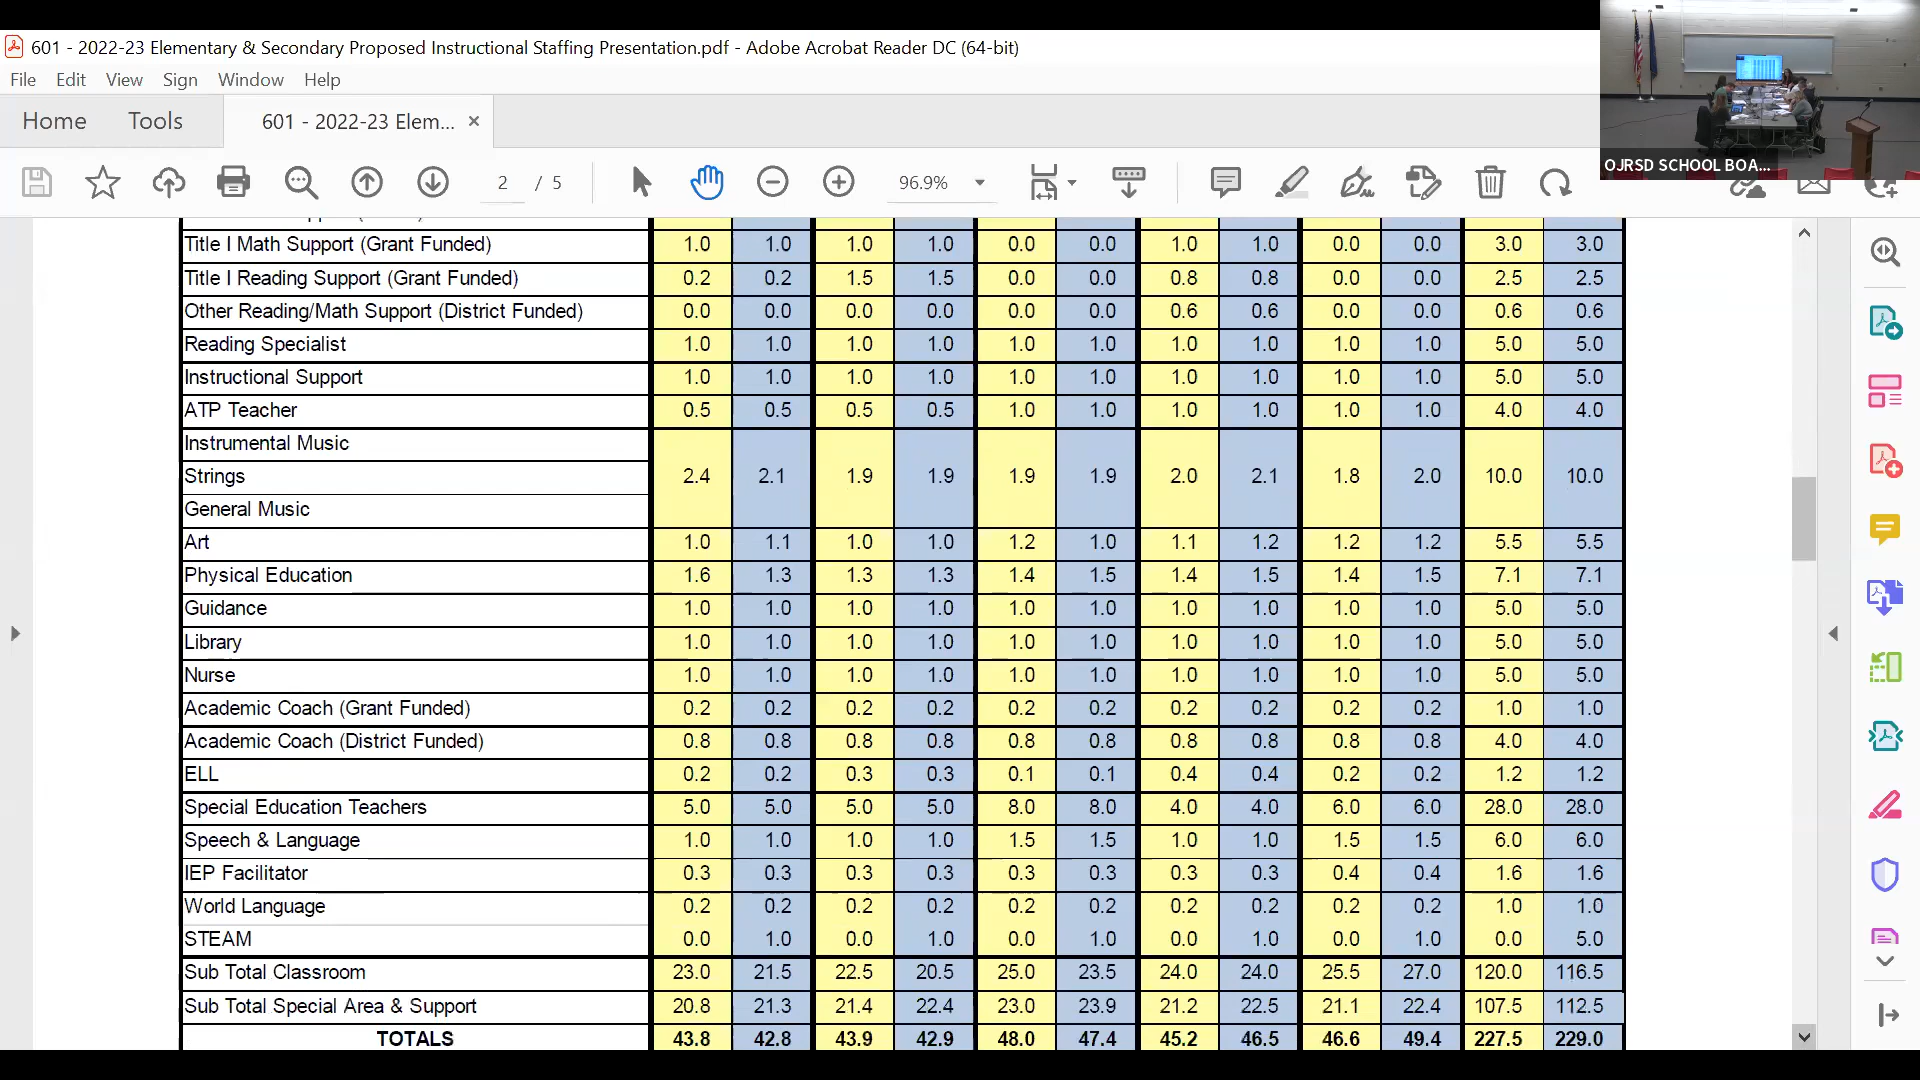 601 - 2022-23 Elementary & Secondary Proposed Instructional Staffing Presentation.pdf - Adobe Acrobat Reader DC (64-bit)
File Edit View Sign Window Help
Home Tools 601 - 2022-23 Elem... ×
2 / 5 96.9%
OJRSD SCHOOL BOA...
Title I Math Support (Grant Funded) 1.0 1.0 1.0 1.0 0.0 0.0 1.0 1.0 0.0 0.0 3.0 3.0
Title I Reading Support (Grant Funded) 0.2 0.2 1.5 1.5 0.0 0.0 0.8 0.8 0.0 0.0 2.5 2.5
Other Reading/Math Support (District Funded) 0.0 0.0 0.0 0.0 0.0 0.0 0.6 0.6 0.0 0.0 0.6 0.6
Reading Specialist 1.0 1.0 1.0 1.0 1.0 1.0 1.0 1.0 1.0 1.0 5.0 5.0
Instructional Support 1.0 1.0 1.0 1.0 1.0 1.0 1.0 1.0 1.0 1.0 5.0 5.0
ATP Teacher 0.5 0.5 0.5 0.5 1.0 1.0 1.0 1.0 1.0 1.0 4.0 4.0
Instrumental Music
Strings 2.4 2.1 1.9 1.9 1.9 1.9 2.0 2.1 1.8 2.0 10.0 10.0
General Music
Art 1.0 1.1 1.0 1.0 1.2 1.0 1.1 1.2 1.2 1.2 5.5 5.5
Physical Education 1.6 1.3 1.3 1.3 1.4 1.5 1.4 1.5 1.4 1.5 7.1 7.1
Guidance 1.0 1.0 1.0 1.0 1.0 1.0 1.0 1.0 1.0 1.0 5.0 5.0
Library 1.0 1.0 1.0 1.0 1.0 1.0 1.0 1.0 1.0 1.0 5.0 5.0
Nurse 1.0 1.0 1.0 1.0 1.0 1.0 1.0 1.0 1.0 1.0 5.0 5.0
Academic Coach (Grant Funded) 0.2 0.2 0.2 0.2 0.2 0.2 0.2 0.2 0.2 0.2 1.0 1.0
Academic Coach (District Funded) 0.8 0.8 0.8 0.8 0.8 0.8 0.8 0.8 0.8 0.8 4.0 4.0
ELL 0.2 0.2 0.3 0.3 0.1 0.1 0.4 0.4 0.2 0.2 1.2 1.2
Special Education Teachers 5.0 5.0 5.0 5.0 8.0 8.0 4.0 4.0 6.0 6.0 28.0 28.0
Speech & Language 1.0 1.0 1.0 1.0 1.5 1.5 1.0 1.0 1.5 1.5 6.0 6.0
IEP Facilitator 0.3 0.3 0.3 0.3 0.3 0.3 0.3 0.3 0.4 0.4 1.6 1.6
World Language 0.2 0.2 0.2 0.2 0.2 0.2 0.2 0.2 0.2 0.2 1.0 1.0
STEAM 0.0 1.0 0.0 1.0 0.0 1.0 0.0 1.0 0.0 1.0 0.0 5.0
Sub Total Classroom 23.0 21.5 22.5 20.5 25.0 23.5 24.0 24.0 25.5 27.0 120.0 116.5
Sub Total Special Area & Support 20.8 21.3 21.4 22.4 23.0 23.9 21.2 22.5 21.1 22.4 107.5 112.5
TOTALS 43.8 42.8 43.9 42.9 48.0 47.4 45.2 46.5 46.6 49.4 227.5 229.0